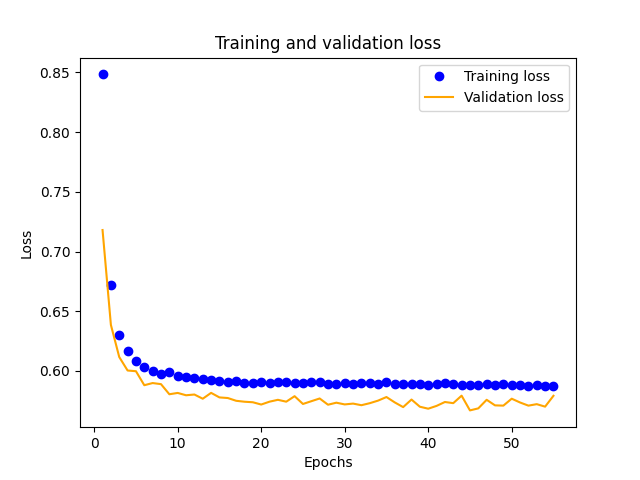 Training and validation loss
Training loss
Validation loss
Loss
0.85
0.80
0.75
0.70
0.65
0.60
0 10 20 30 40 50
Epochs